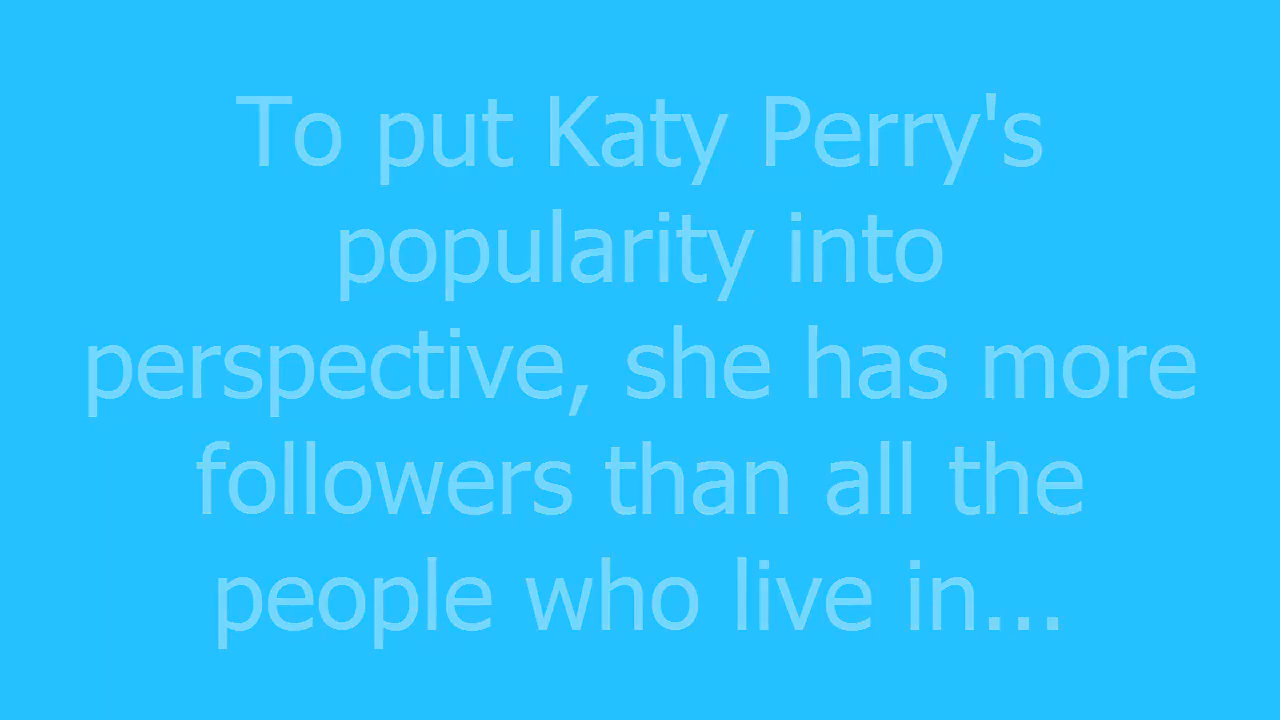 To put Katy Perry's
popularity into
perspective, she has more
followers than all the
people who live in...